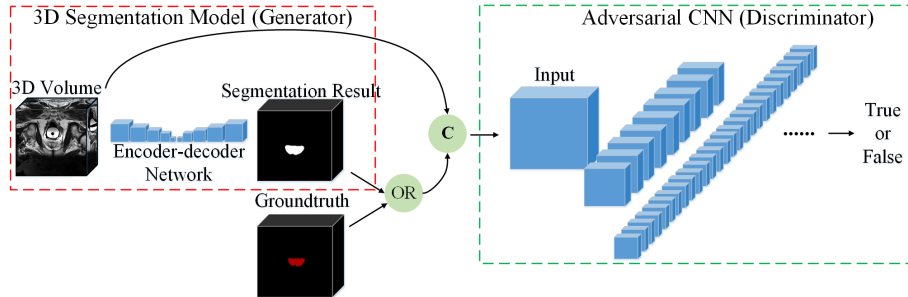 3D Segmentation Model (Generator)
Adversarial CNN (Discriminator)
3D Volume
Segmentation Result
Encoder-decoder
Network
Groundtruth
OR
C
Input
......
True
or
False